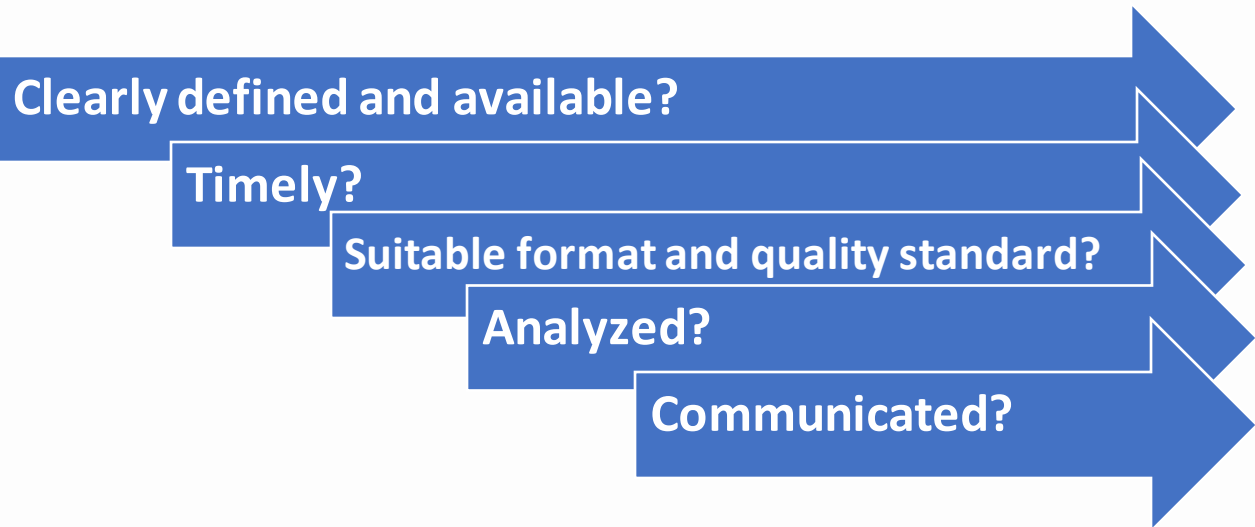 Clearly defined and available?
Timely?
Suitable format and quality standard?
Analyzed?
Communicated?